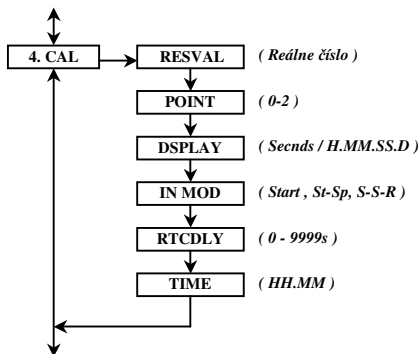 4. CAL RESVAL ( Reálne číslo )
POINT ( 0-2 )
DSPLAY ( Secnds / H.MM.SS.D )
IN MOD ( Start , St-Sp, S-S-R )
RTCDLY ( 0 - 9999s )
TIME ( HH.MM )